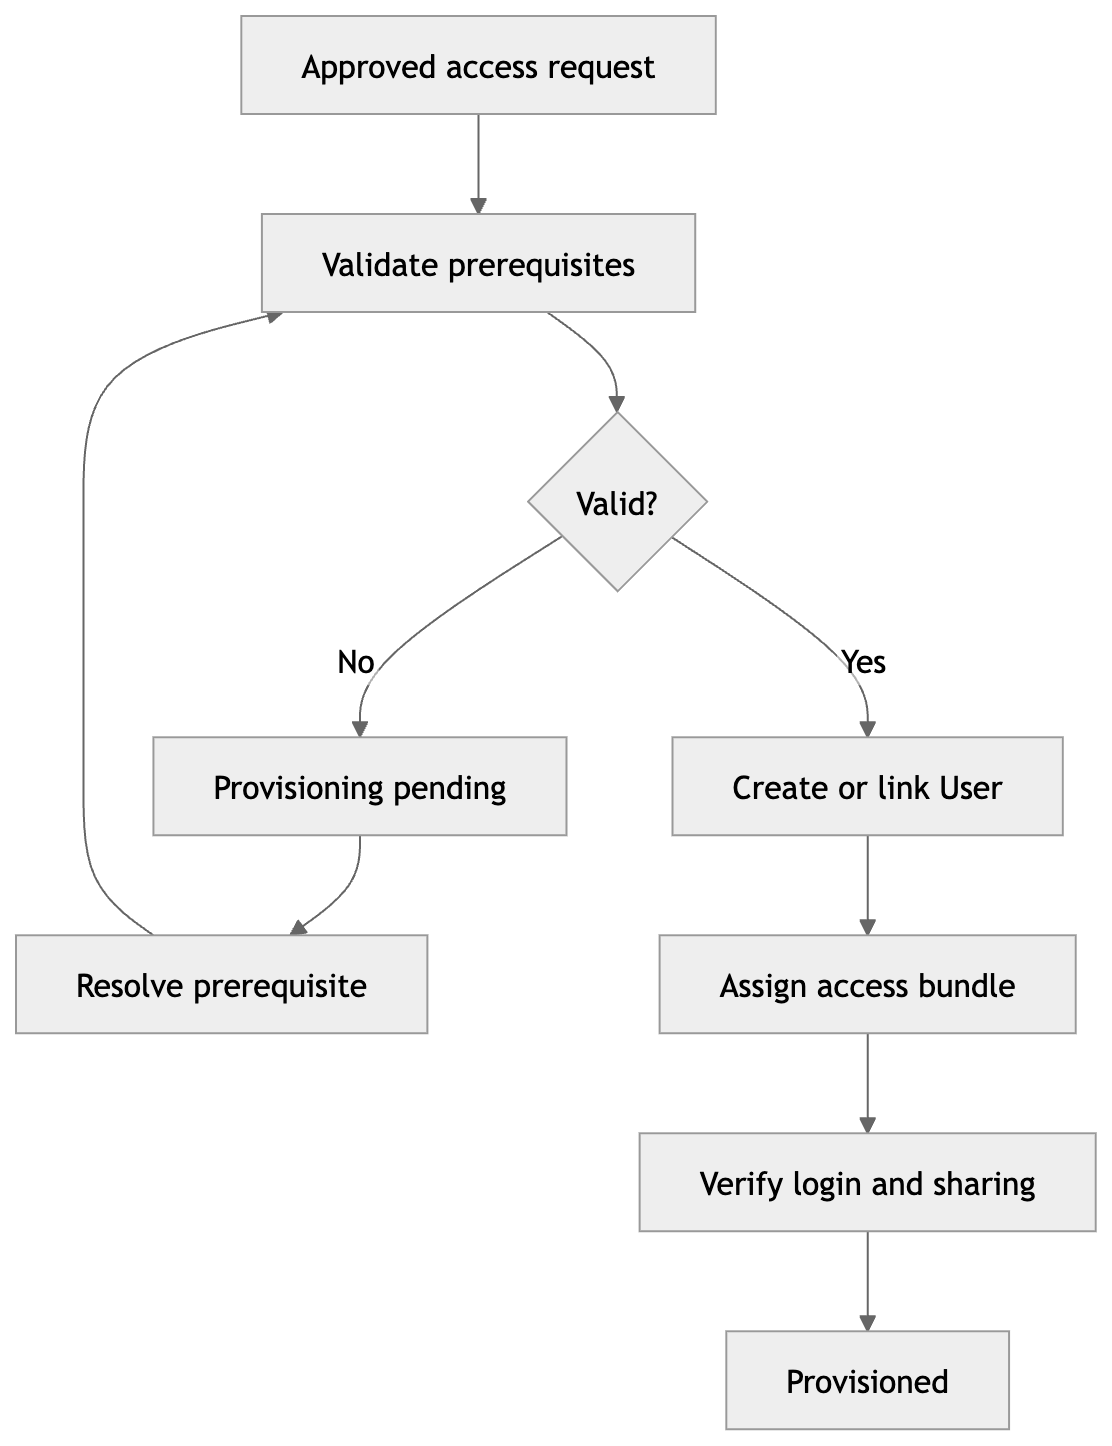 Approved access request
Validate prerequisites
Valid?
No
Yes
Provisioning pending
Create or link User
Resolve prerequisite
Assign access bundle
Verify login and sharing
Provisioned